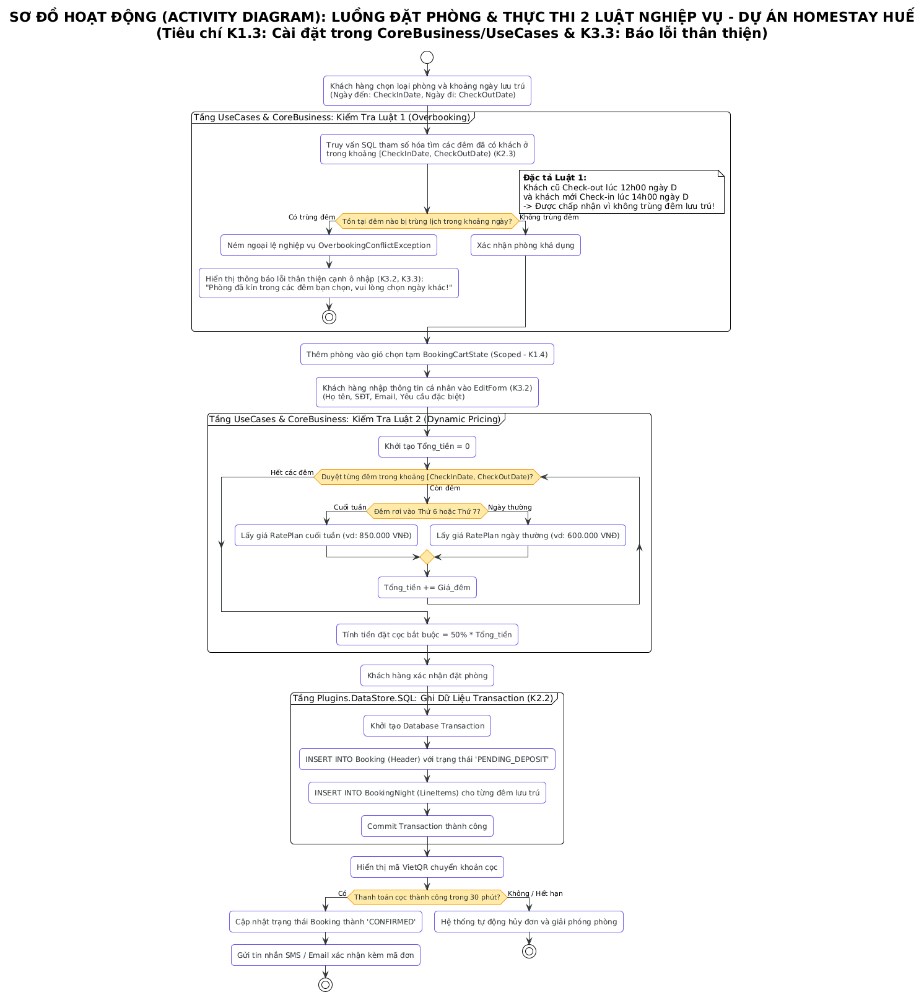 SƠ ĐỒ HOẠT ĐỘNG (ACTIVITY DIAGRAM): LUỒNG ĐẶT PHÒNG & THỰC THI 2 LUẬT NGHIỆP VỤ - DỰ ÁN HOMESTAY HUẾ
(Tiêu chí K1.3: Cài đặt trong CoreBusiness/UseCases & K3.3: Báo lỗi thân thiện)
Khách hàng chọn loại phòng và khoảng ngày lưu trú
(Ngày đến: CheckInDate, Ngày đi: CheckOutDate)
Tầng UseCases & CoreBusiness: Kiểm Tra Luật 1 (Overbooking)
Truy vấn SQL tham số hóa tìm các đêm đã có khách ở
trong khoảng [CheckInDate, CheckOutDate) (K2.3)
Đặc tả Luật 1:
Khách cũ Check-out lúc 12h00 ngày D
và khách mới Check-in lúc 14h00 ngày D
-> Được chấp nhận vì không trùng đêm lưu trú!
Có trùng đêm
Tồn tại đêm nào bị trùng lịch trong khoảng ngày?
Không trùng đêm
Ném ngoại lệ nghiệp vụ OverbookingConflictException
Xác nhận phòng khả dụng
Hiển thị thông báo lỗi thân thiện cạnh ô nhập (K3.2, K3.3):
"Phòng đã kín trong các đêm bạn chọn, vui lòng chọn ngày khác!"
Thêm phòng vào giỏ chọn tạm BookingCartState (Scoped - K1.4)
Khách hàng nhập thông tin cá nhân vào EditForm (K3.2)
(Họ tên, SĐT, Email, Yêu cầu đặc biệt)
Tầng UseCases & CoreBusiness: Kiểm Tra Luật 2 (Dynamic Pricing)
Khởi tạo Tổng_tiền = 0
Hết các đêm
Duyệt từng đêm trong khoảng [CheckInDate, CheckOutDate)?
Còn đêm
Cuối tuần
Đêm rơi vào Thứ 6 hoặc Thứ 7?
Ngày thường
Lấy giá RatePlan cuối tuần (vd: 850.000 VNĐ)
Lấy giá RatePlan ngày thường (vd: 600.000 VNĐ)
Tổng_tiền += Giá_đêm
Tính tiền đặt cọc bắt buộc = 50% * Tổng_tiền
Khách hàng xác nhận đặt phòng
Tầng Plugins.DataStore.SQL: Ghi Dữ Liệu Transaction (K2.2)
Khởi tạo Database Transaction
INSERT INTO Booking (Header) với trạng thái 'PENDING_DEPOSIT'
INSERT INTO BookingNight (LineItems) cho từng đêm lưu trú
Commit Transaction thành công
Hiển thị mã VietQR chuyển khoản cọc
Có
Thanh toán cọc thành công trong 30 phút?
Không / Hết hạn
Cập nhật trạng thái Booking thành 'CONFIRMED'
Hệ thống tự động hủy đơn và giải phóng phòng
Gửi tin nhắn SMS / Email xác nhận kèm mã đơn